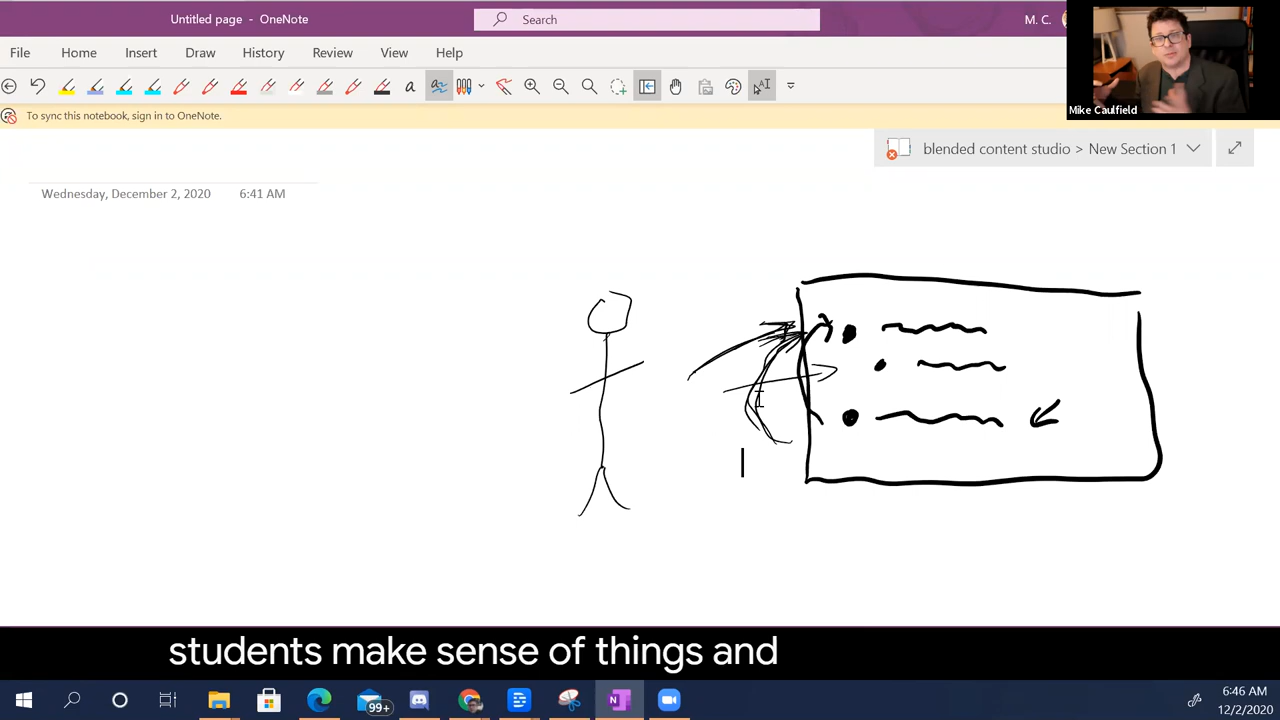 Untitled page - OneNote
Search
M. C.
File Home Insert Draw History Review View Help
a
To sync this notebook, sign in to OneNote.
Mike Caulfield
blended content studio > New Section 1
Wednesday, December 2, 2020 6:41 AM
students make sense of things and
99+
N
6:46 AM
12/2/2020